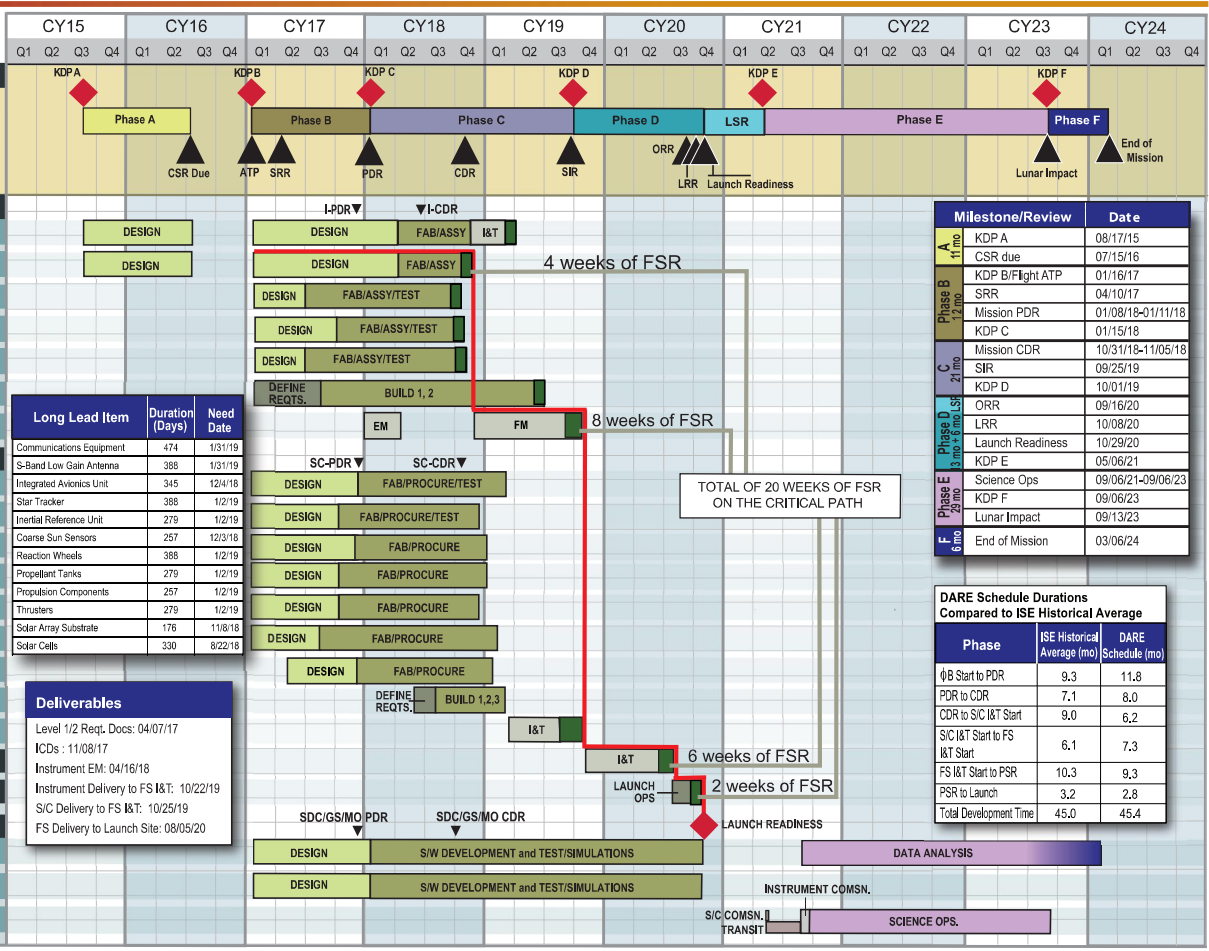 CY15 CY16 CY17 CY18 CY19 CY20 CY21 CY22 CY23 CY24
Q1 Q2 Q3 Q4 Q1 Q2 Q3 Q4 Q1 Q2 Q3 Q4 Q1 Q2 Q3 Q4 Q1 Q2 Q3 Q4 Q1 Q2 Q3 Q4 Q1 Q2 Q3 Q4 Q1 Q2 Q3 Q4 Q1 Q2 Q3 Q4 Q1 Q2 Q3 Q4
KDP A KDP B KDP C KDP D KDP E KDP F
Phase A Phase B Phase C Phase D LSR Phase E Phase F
CSR Due ATP SRR PDR CDR SIR ORR LRR Launch Readiness Lunar Impact End of
Mission
I-PDR I-CDR
DESIGN DESIGN FAB/ASSY I&T
DESIGN DESIGN FAB/ASSY 4 weeks of FSR
DESIGN FAB/ASSY/TEST
DESIGN FAB/ASSY/TEST
DESIGN FAB/ASSY/TEST
DEFINE
REQTS. BUILD 1, 2
EM FM 8 weeks of FSR
SC-PDR SC-CDR
DESIGN FAB/PROCURE/TEST
DESIGN FAB/PROCURE/TEST
DESIGN FAB/PROCURE
DESIGN FAB/PROCURE
DESIGN FAB/PROCURE
DESIGN FAB/PROCURE
DESIGN FAB/PROCURE
DEFINE
REQTS. BUILD 1,2,3
I&T
I&T 6 weeks of FSR
LAUNCH
OPS 2 weeks of FSR
LAUNCH READINESS
TOTAL OF 20 WEEKS OF FSR
ON THE CRITICAL PATH
SDC/GS/MO PDR SDC/GS/MO CDR
DESIGN S/W DEVELOPMENT and TEST/SIMULATIONS DATA ANALYSIS
DESIGN S/W DEVELOPMENT and TEST/SIMULATIONS
INSTRUMENT COMSN.
S/C COMSN.
TRANSIT SCIENCE OPS.
Long Lead Item Duration (Days) Need Date
Communications Equipment 474 1/31/19
S-Band Low Gain Antenna 388 1/31/19
Integrated Avionics Unit 345 12/4/18
Star Tracker 388 1/2/19
Inertial Reference Unit 279 1/2/19
Coarse Sun Sensors 257 12/3/18
Reaction Wheels 388 1/2/19
Propellant Tanks 279 1/2/19
Propulsion Components 257 1/2/19
Thrusters 279 1/2/19
Solar Array Substrate 176 11/8/18
Solar Cells 330 8/22/18
Deliverables
Level 1/2 Reqt. Docs: 04/07/17
ICDs : 11/08/17
Instrument EM: 04/16/18
Instrument Delivery to FS I&T: 10/22/19
S/C Delivery to FS I&T: 10/25/19
FS Delivery to Launch Site: 08/05/20
Milestone/Review Date
A
11 mo
KDP A 08/17/15
CSR due 07/15/16
Phase B
12 mo
KDP B/Flight ATP 01/16/17
SRR 04/10/17
Mission PDR 01/08/18-01/11/18
KDP C 01/15/18
C
21 mo
Mission CDR 10/31/18-11/05/18
SIR 09/25/19
KDP D 10/01/19
Phase D
13 mo + 6 mo LSR
ORR 09/16/20
LRR 10/08/20
Launch Readiness 10/29/20
KDP E 05/06/21
Phase E
29 mo
Science Ops 09/06/21-09/06/23
KDP F 09/06/23
Lunar Impact 09/13/23
F
6 mo
End of Mission 03/06/24
DARE Schedule Durations
Compared to ISE Historical Average
Phase ISE Historical Average (mo) DARE Schedule (mo)
ϕB Start to PDR 9.3 11.8
PDR to CDR 7.1 8.0
CDR to S/C I&T Start 9.0 6.2
S/C I&T Start to FS
I&T Start 6.1 7.3
FS I&T Start to PSR 10.3 9.3
PSR to Launch 3.2 2.8
Total Development Time 45.0 45.4